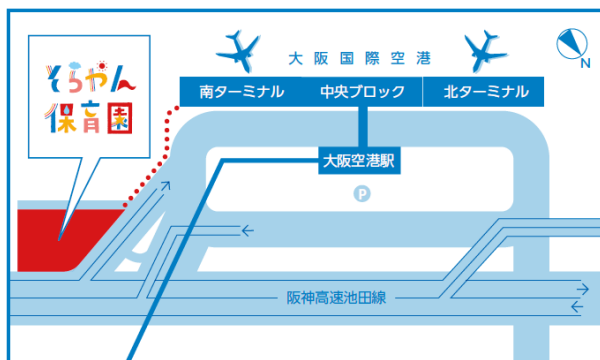 大阪国際空港
N
そらやん
保育園
南ターミナル
中央ブロック
北ターミナル
大阪空港駅
P
阪神高速池田線